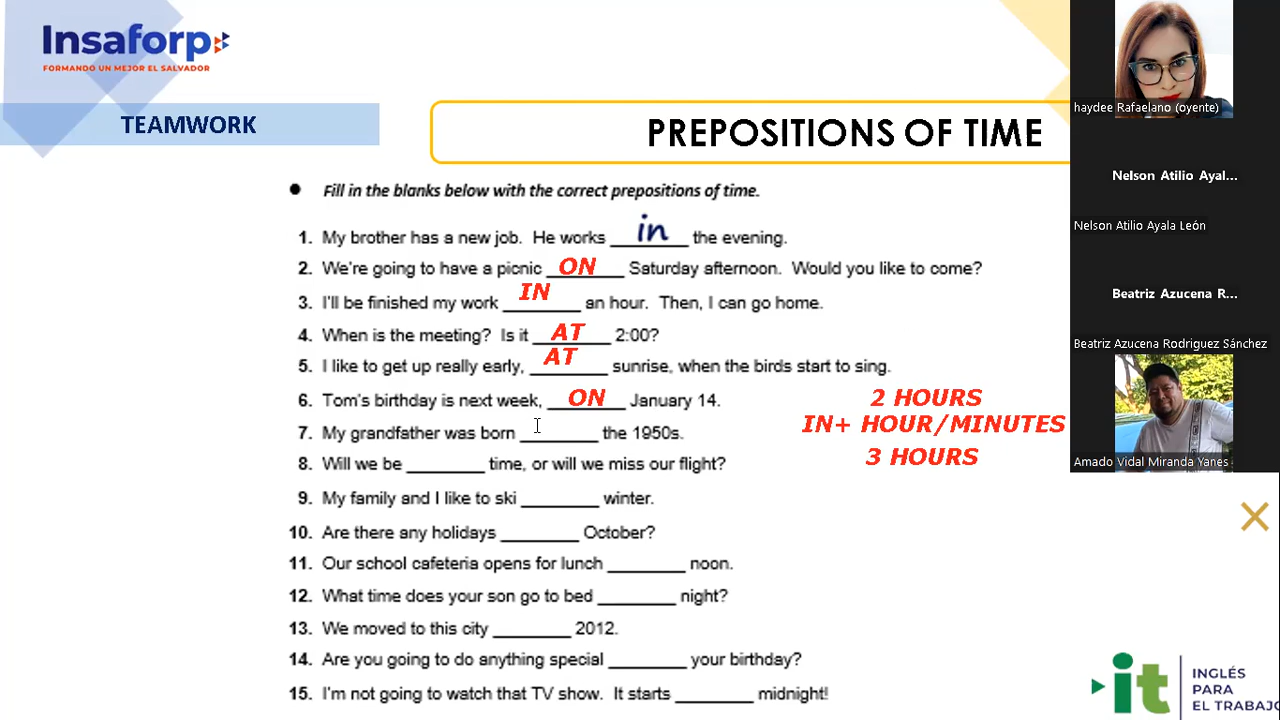 Insaforp
FORMANDO UN MEJOR EL SALVADOR
TEAMWORK
PREPOSITIONS OF TIME
Fill in the blanks below with the correct prepositions of time.
1. My brother has a new job. He works in the evening.
2. We're going to have a picnic ON Saturday afternoon. Would you like to come?
3. I'll be finished my work IN an hour. Then, I can go home.
4. When is the meeting? Is it AT 2:00?
5. I like to get up really early, AT sunrise, when the birds start to sing.
6. Tom's birthday is next week, ON January 14.
7. My grandfather was born ________ the 1950s.
8. Will we be ________ time, or will we miss our flight?
9. My family and I like to ski ________ winter.
10. Are there any holidays ________ October?
11. Our school cafeteria opens for lunch ________ noon.
12. What time does your son go to bed ________ night?
13. We moved to this city ________ 2012.
14. Are you going to do anything special ________ your birthday?
15. I'm not going to watch that TV show. It starts ________ midnight!
2 HOURS
IN+ HOUR/MINUTES
3 HOURS
haydee Rafaelano (oyente)
Nelson Atilio Ayal...
Nelson Atilio Ayala León
Beatriz Azucena R...
Beatriz Azucena Rodriguez Sánchez
Amado Vidal Miranda Yanes
it
INGLÉS
PARA
EL TRABAJO